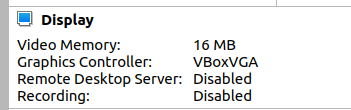 Display
Video Memory: 16 MB
Graphics Controller: VBoxVGA
Remote Desktop Server: Disabled
Recording: Disabled